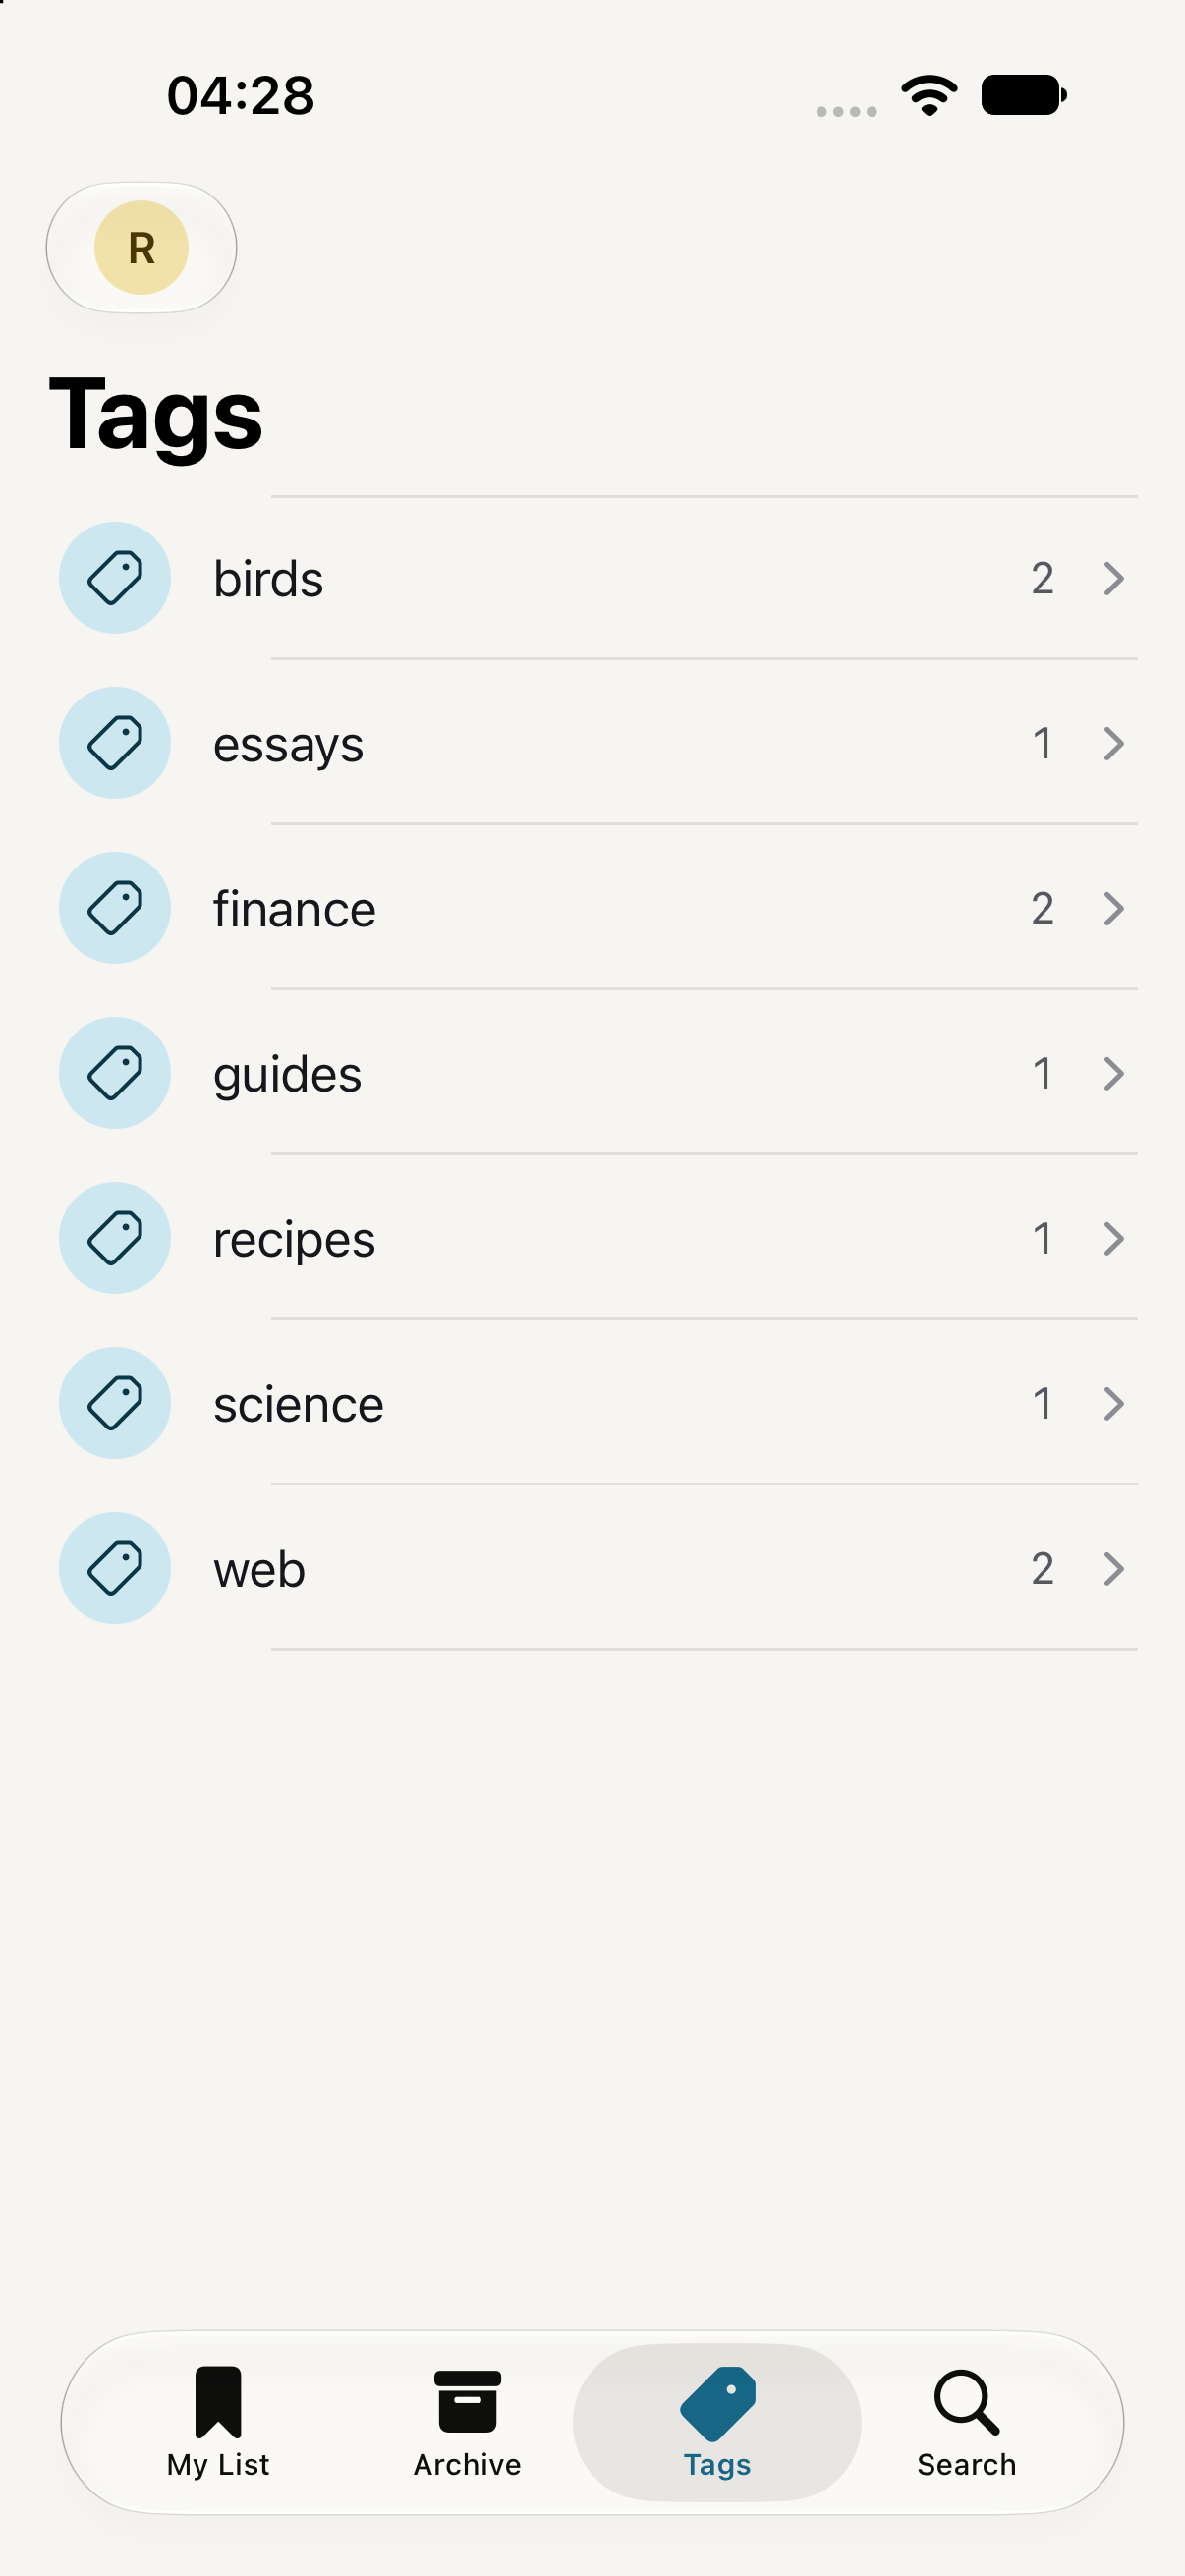 04:28
R
Tags
birds 2
essays 1
finance 2
guides 1
recipes 1
science 1
web 2
My List Archive Tags Search